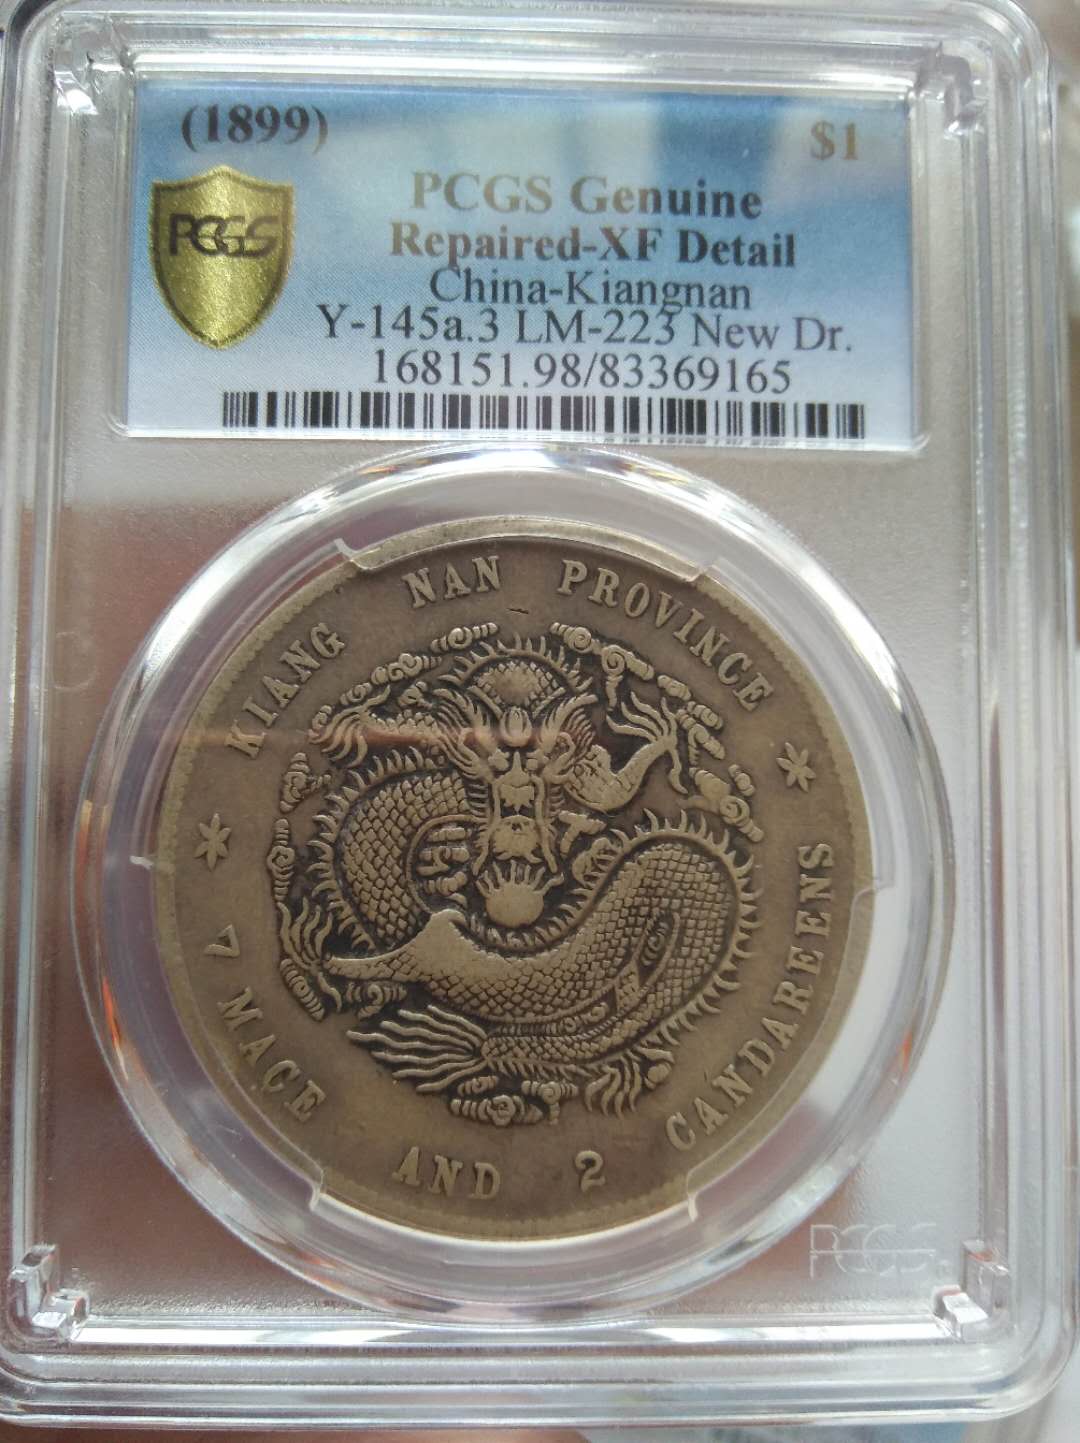 (1899) $1
PCGS
PCGS Genuine
Repaired-XF Detail
China-Kiangnan
Y-145a.3 LM-223 New Dr.
168151.98/83369165
KIANG NAN PROVINCE
7 MACE AND 2 CANDAREENS
PCGS